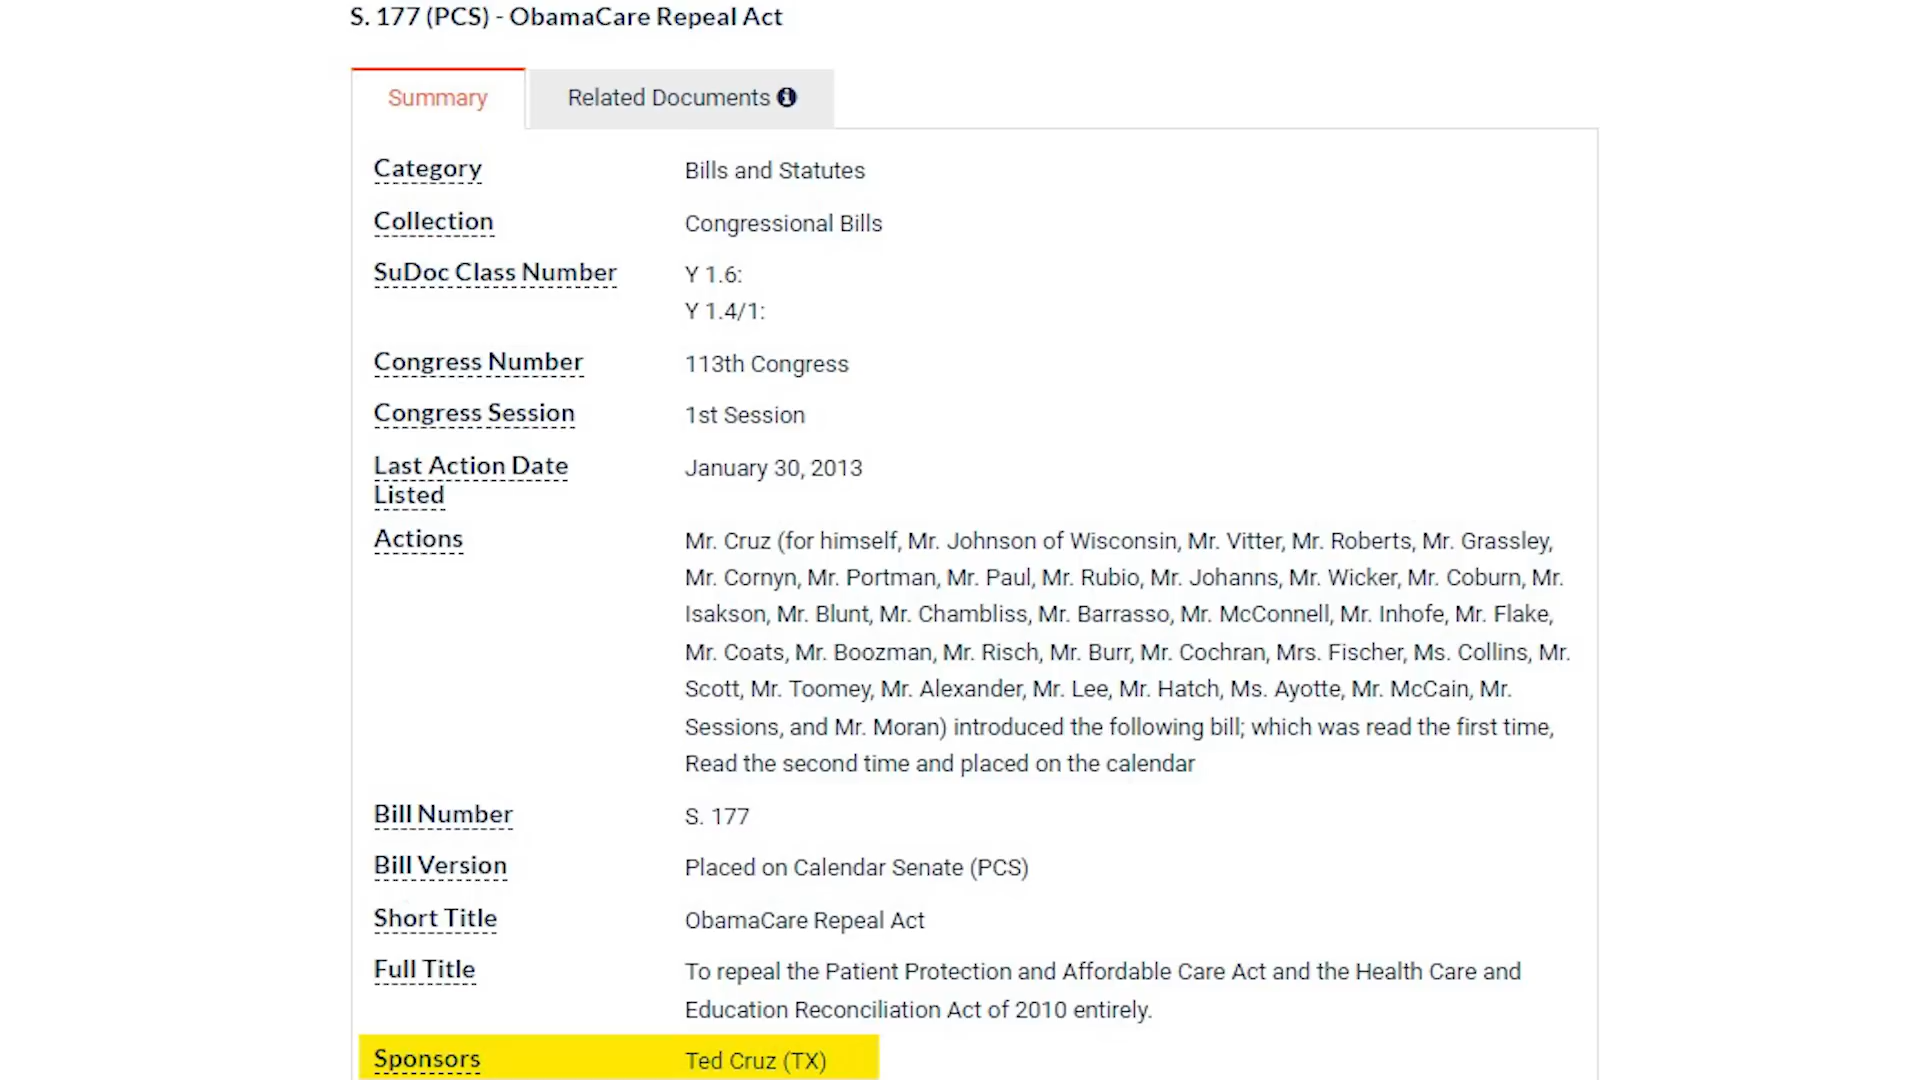 S. 177 (PCS) - ObamaCare Repeal Act
Summary
Related Documents
Category
Bills and Statutes
Collection
Congressional Bills
SuDoc Class Number
Y 1.6:
Y 1.4/1:
Congress Number
113th Congress
Congress Session
1st Session
Last Action Date
Listed
January 30, 2013
Actions
Mr. Cruz (for himself, Mr. Johnson of Wisconsin, Mr. Vitter, Mr. Roberts, Mr. Grassley,
Mr. Cornyn, Mr. Portman, Mr. Paul, Mr. Rubio, Mr. Johanns, Mr. Wicker, Mr. Coburn, Mr.
Isakson, Mr. Blunt, Mr. Chambliss, Mr. Barrasso, Mr. McConnell, Mr. Inhofe, Mr. Flake,
Mr. Coats, Mr. Boozman, Mr. Risch, Mr. Burr, Mr. Cochran, Mrs. Fischer, Ms. Collins, Mr.
Scott, Mr. Toomey, Mr. Alexander, Mr. Lee, Mr. Hatch, Ms. Ayotte, Mr. McCain, Mr.
Sessions, and Mr. Moran) introduced the following bill; which was read the first time,
Read the second time and placed on the calendar
Bill Number
S. 177
Bill Version
Placed on Calendar Senate (PCS)
Short Title
ObamaCare Repeal Act
Full Title
To repeal the Patient Protection and Affordable Care Act and the Health Care and
Education Reconciliation Act of 2010 entirely.
Sponsors
Ted Cruz (TX)